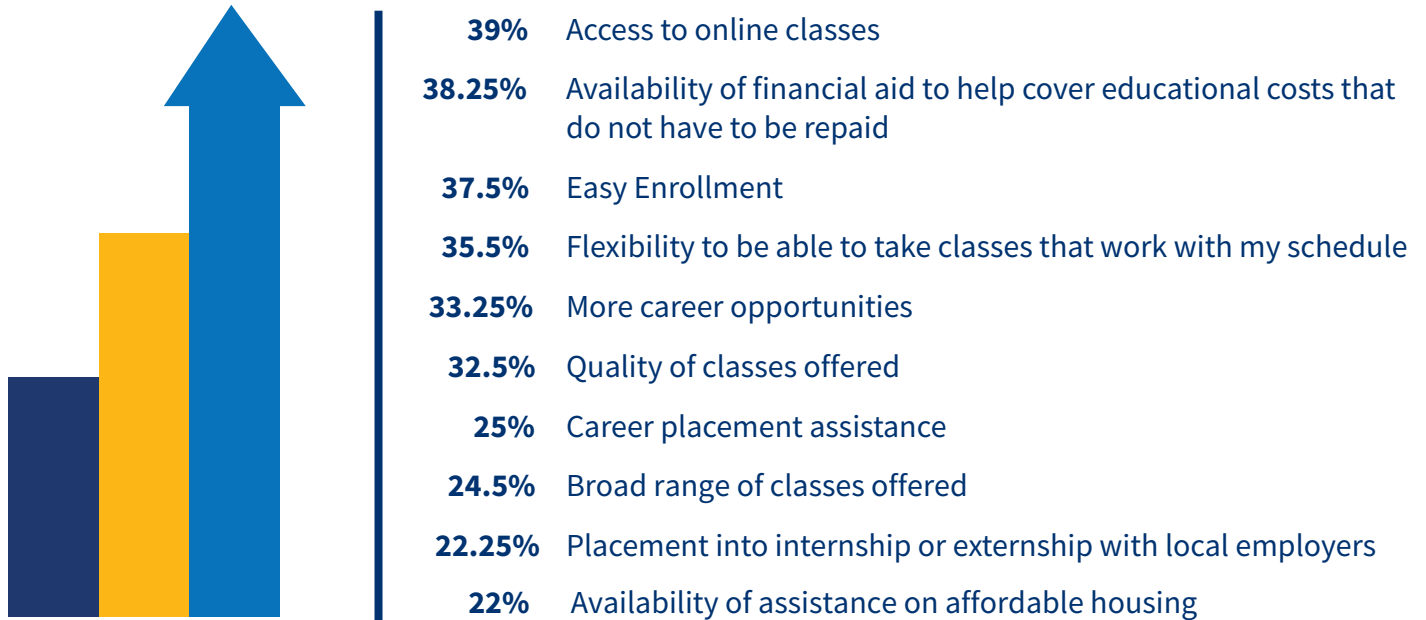 39% Access to online classes
38.25% Availability of financial aid to help cover educational costs that
do not have to be repaid
37.5% Easy Enrollment
35.5% Flexibility to be able to take classes that work with my schedule
33.25% More career opportunities
32.5% Quality of classes offered
25% Career placement assistance
24.5% Broad range of classes offered
22.25% Placement into internship or externship with local employers
22% Availability of assistance on affordable housing